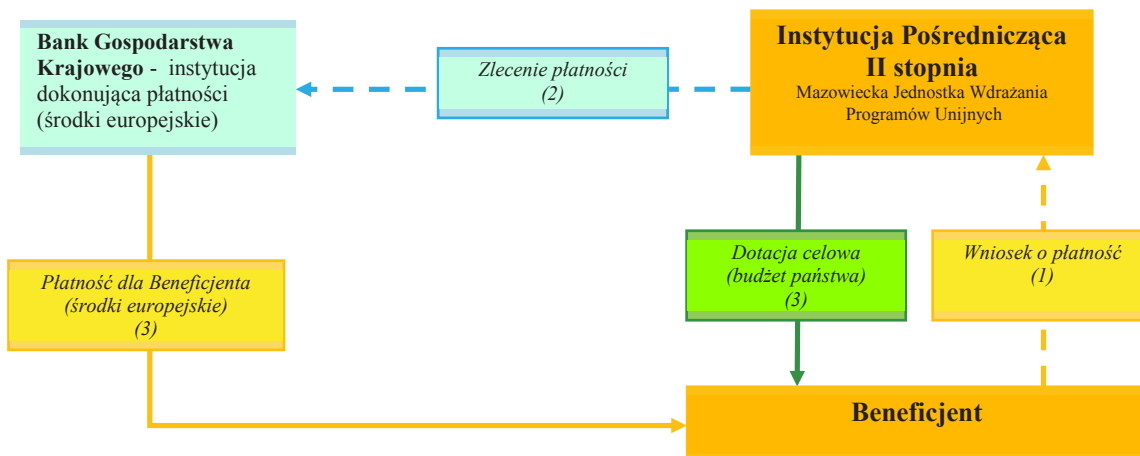 Bank Gospodarstwa
Krajowego - instytucja
dokonująca płatności
(środki europejskie)
Zlecenie płatności
(2)
Instytucja Pośrednicząca
II stopnia
Mazowiecka Jednostka Wdrażania
Programów Unijnych
Płatność dla Beneficjenta
(środki europejskie)
(3)
Dotacja celowa
(budżet państwa)
(3)
Wniosek o płatność
(1)
Beneficjent